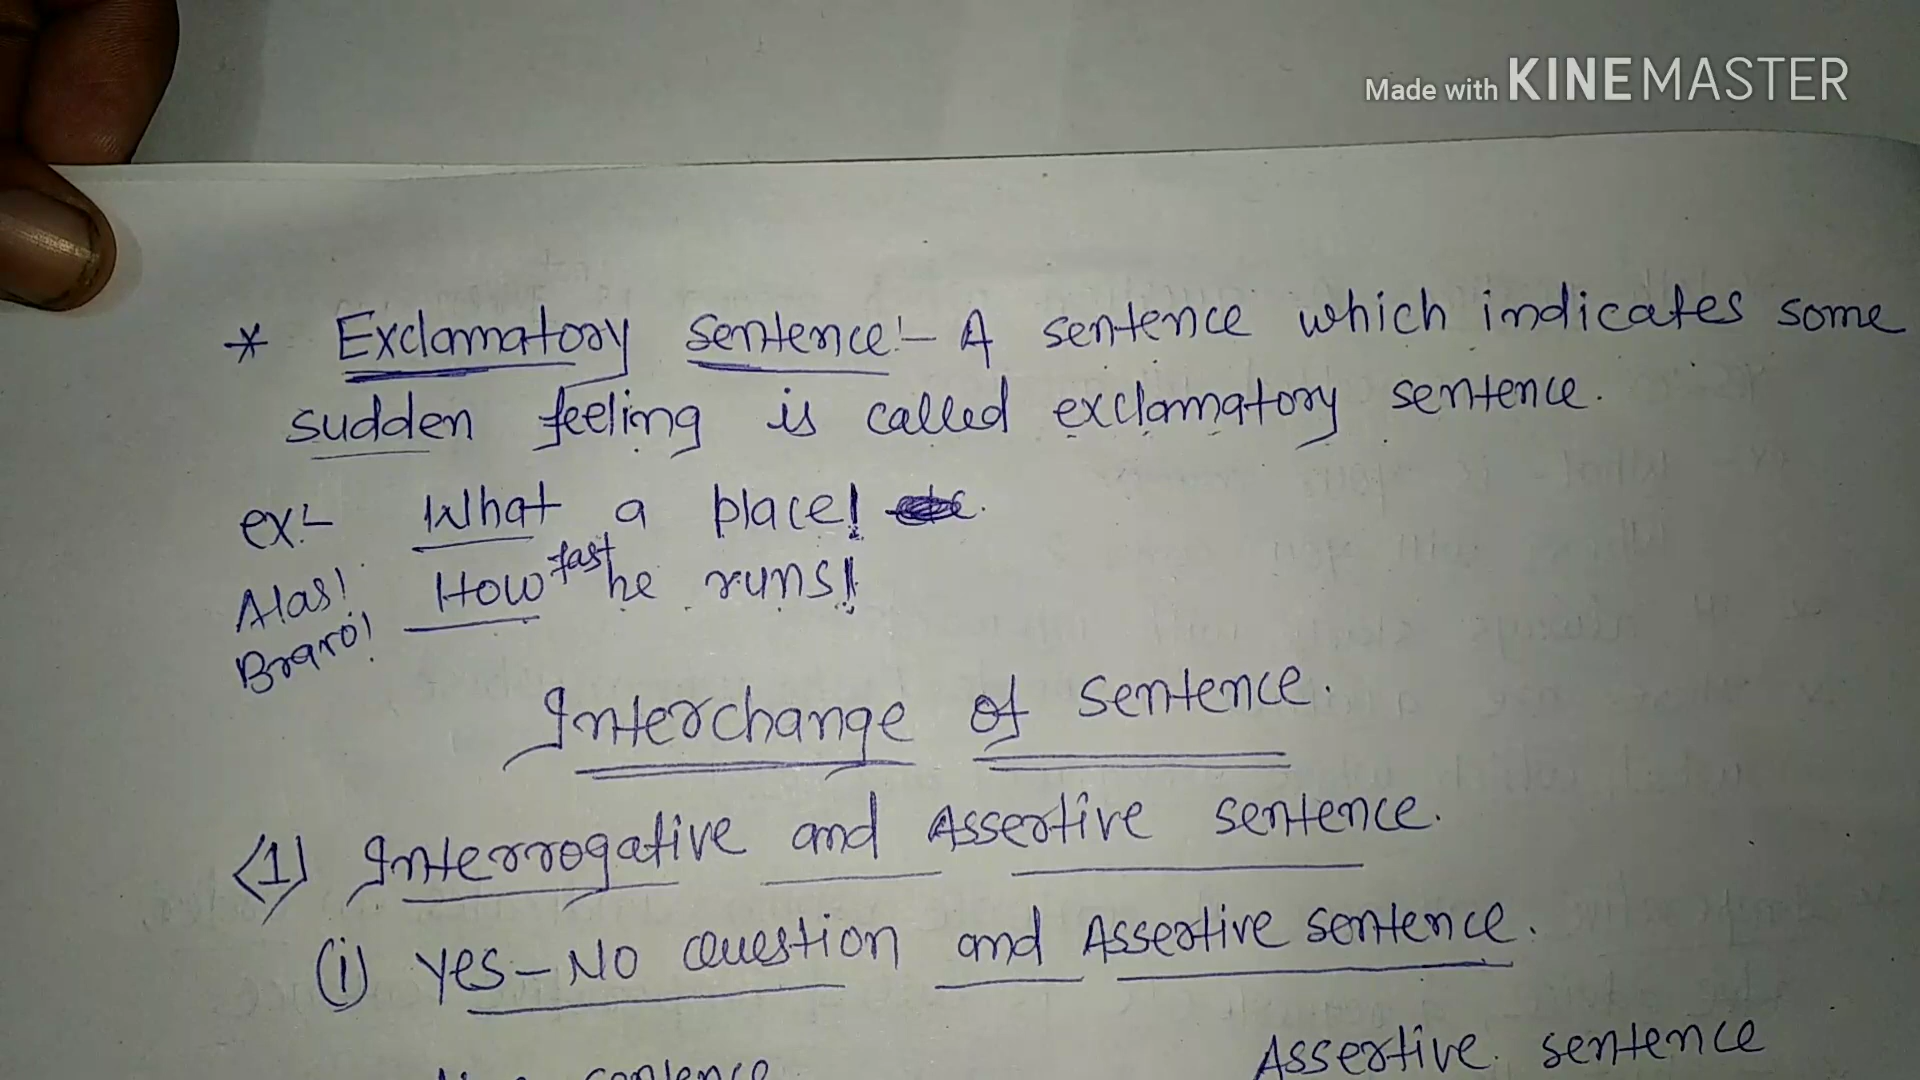 Made with KINEMASTER
* Exclamatory sentence:- A sentence which indicates some
sudden feeling is called exclamatory sentence.
ex:- What a place!
Alas! How fast he runs!
Bravo!
Interchange of sentence.
<1> Interrogative and Assertive sentence.
(i) Yes-No Question and Assertive sentence.
Assertive sentence
sentence